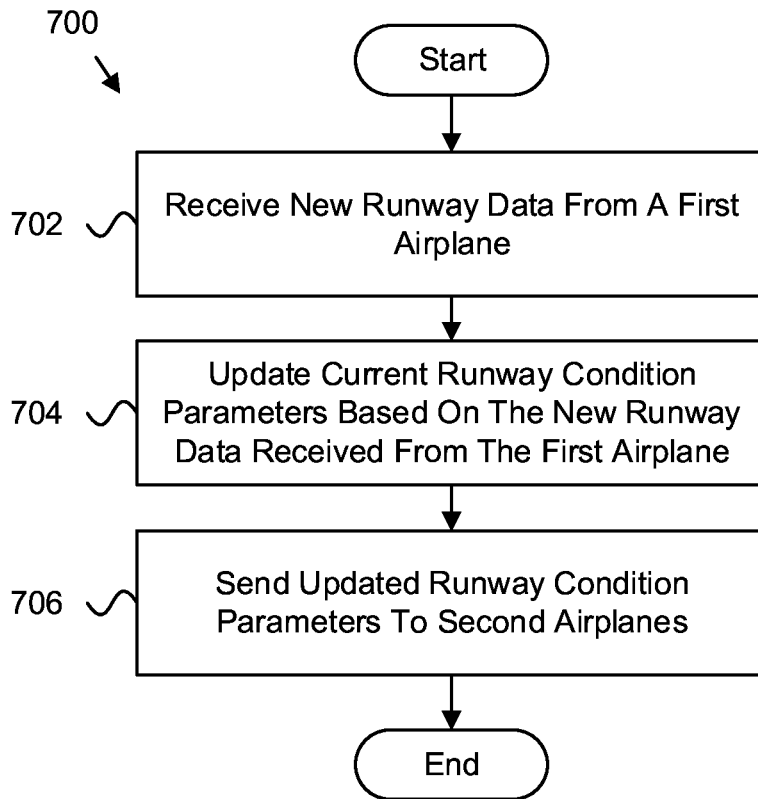 700
Start
702
Receive New Runway Data From A First
Airplane
704
Update Current Runway Condition
Parameters Based On The New Runway
Data Received From The First Airplane
706
Send Updated Runway Condition
Parameters To Second Airplanes
End